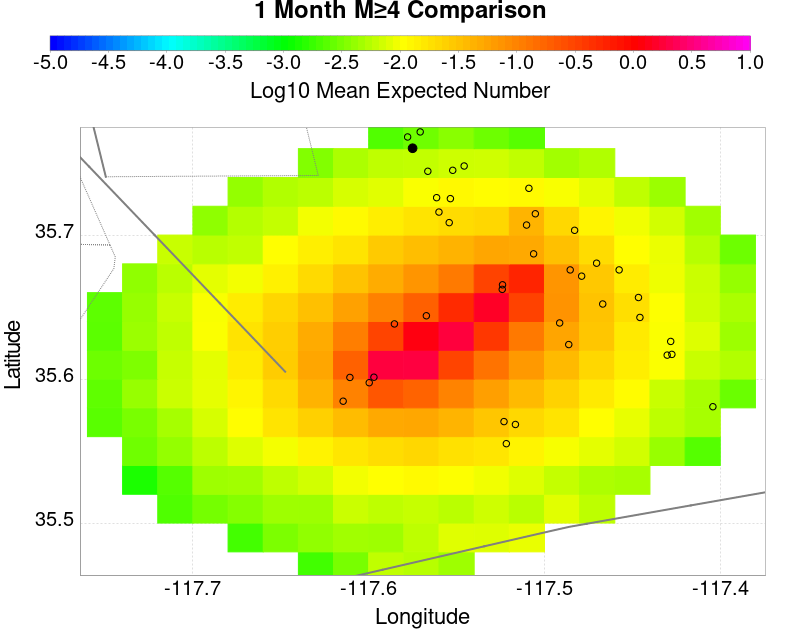 1 Month M≥4 Comparison
-5.0 -4.5 -4.0 -3.5 -3.0 -2.5 -2.0 -1.5 -1.0 -0.5 0.0 0.5 1.0
Log10 Mean Expected Number
35.7
35.6
35.5
Latitude
-117.7 -117.6 -117.5 -117.4
Longitude